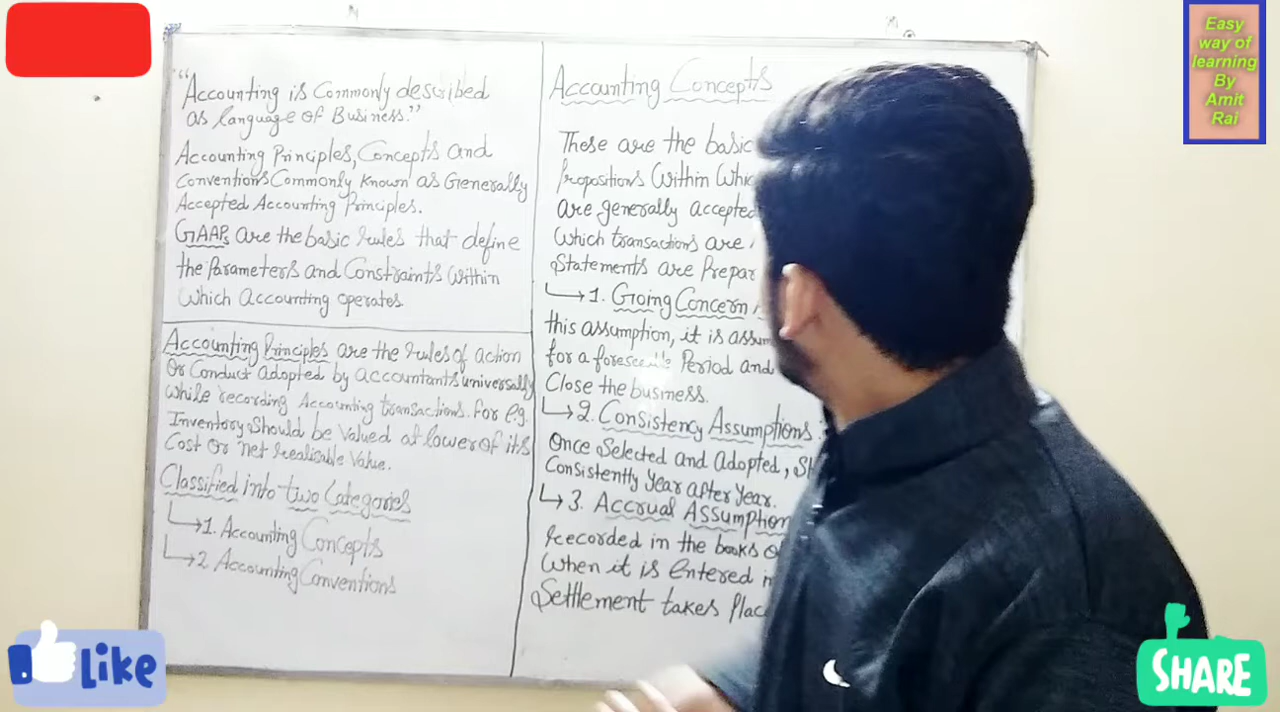 "Accounting is Commonly described
as language of Business."
Accounting Principles, Concepts and
Conventions Commonly known as Generally
Accepted Accounting Principles.
GAAPs are the basic rules that define
the Parameters and Constraints Within
Which Accounting operates.
Accounting Principles are the rules of action
Or Conduct adopted by accountants universally
While recording Accounting transactions. For e.g.
Inventory should be Valued at lower of its
Cost or net realisable Value.
Classified into two Categories
1. Accounting Concepts
2. Accounting Conventions
Accounting Concepts
These are the basic
Propositions Within
are generally accepted
Which transactions are
Statements are
1. Going Concern
this assumption, it is
for a foreseeable Period and
Close the business.
2. Consistency Assumptions
Once Selected and Adopted,
Consistently Year after Year.
3. Accrual Assumption
Recorded in the books
When it is Entered
Settlement takes
Easy
way of
learning
By
Amit
Rai
Like
SHARE